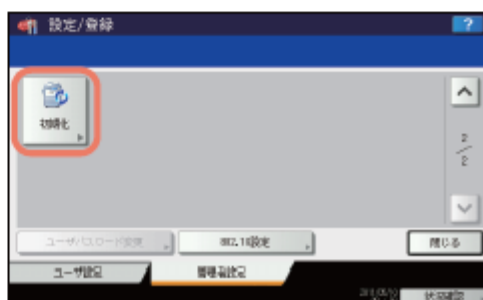 設定/登録
?
初期化
2/2
ユーザパスワード変更
802.1X設定
閉じる
ユーザ設定
管理者設定
状況確認